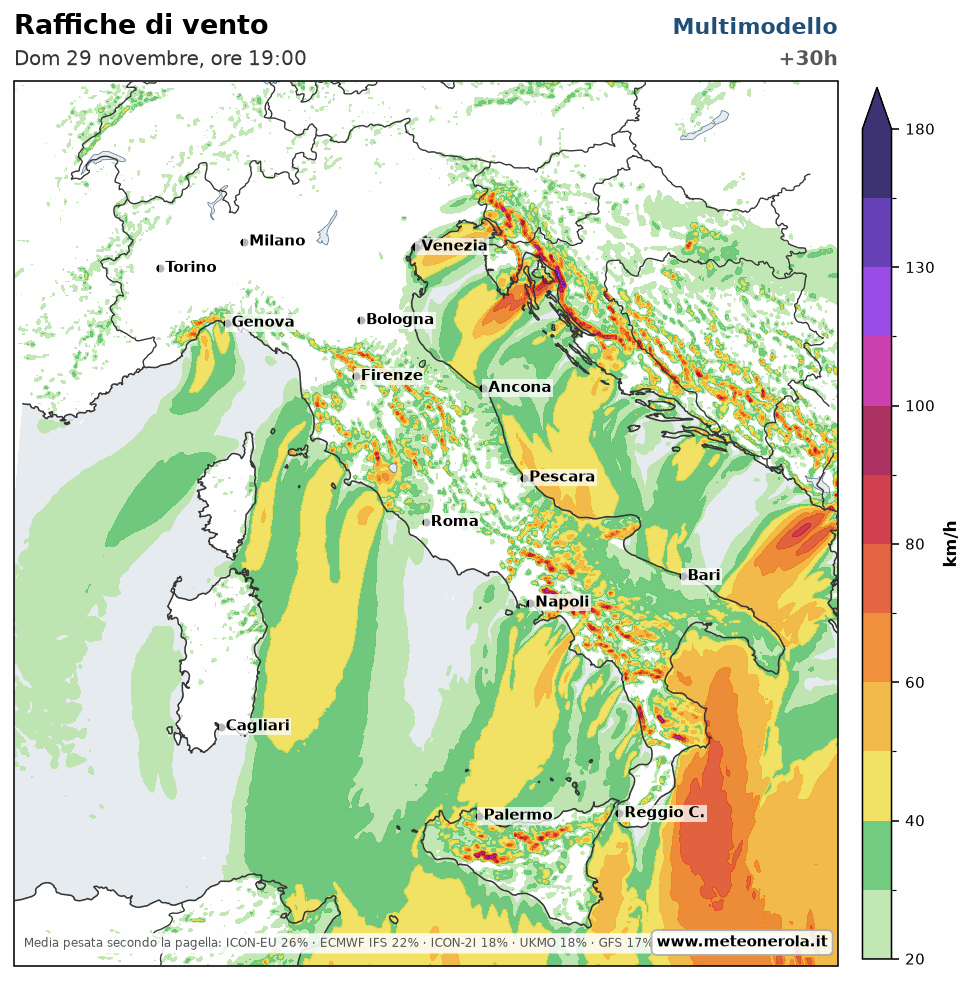 Raffiche di vento
Multimodello
Dom 29 novembre, ore 19:00
+30h
180
130
100
80
60
40
20
km/h
Venezia
Milano
Torino
Genova
Bologna
Firenze
Ancona
Pescara
Roma
Bari
Napoli
Cagliari
Palermo
Reggio C.
Media pesata secondo la pagella: ICON-EU 26% · ECMWF IFS 22% · ICON-2I 18% · UKMO 18% · GFS 17%
www.meteonerola.it